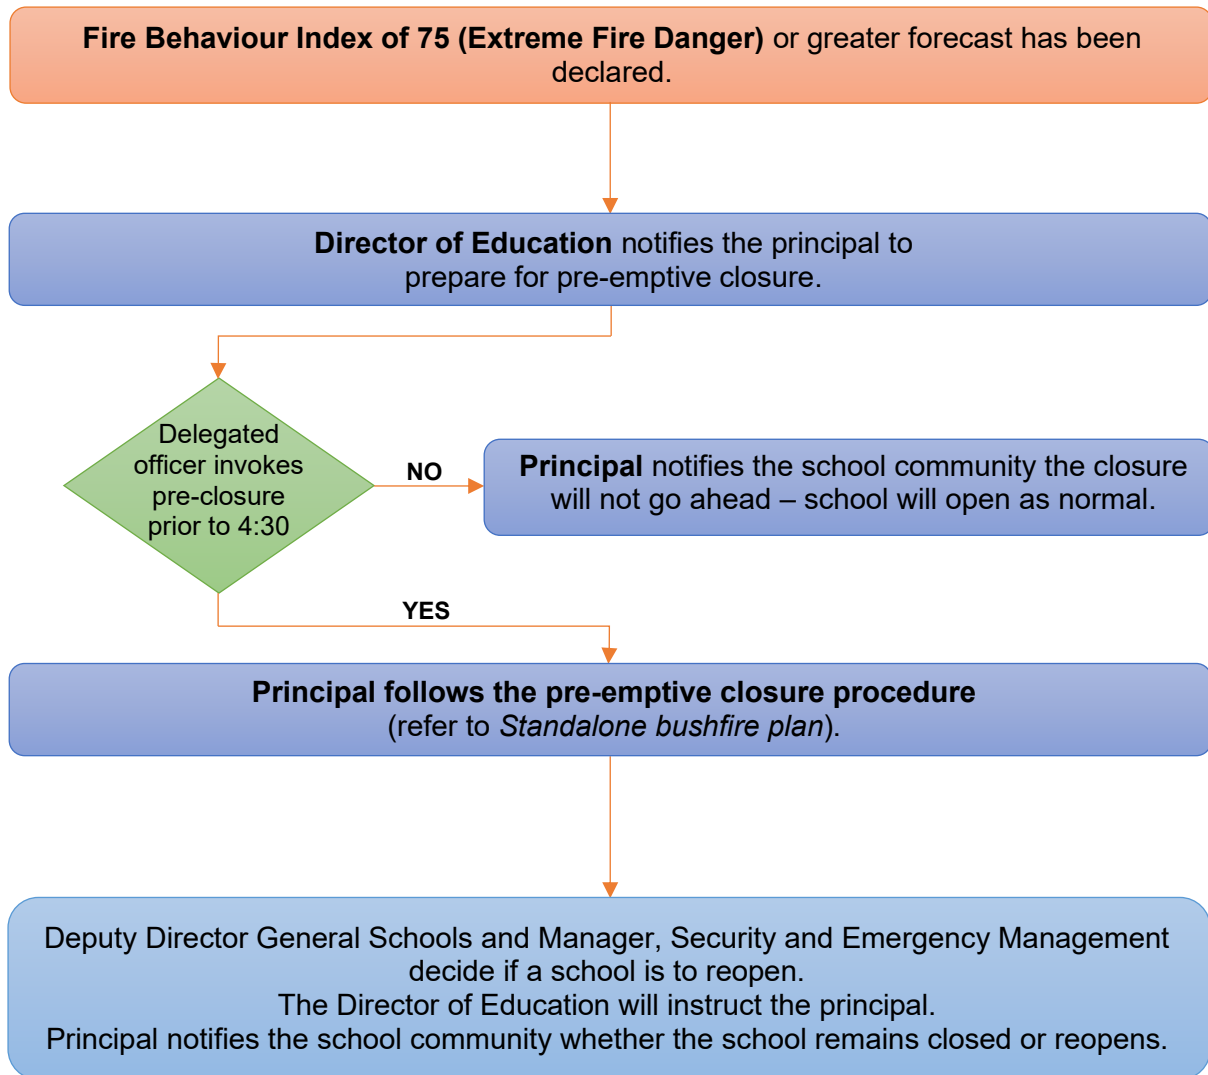 Fire Behaviour Index of 75 (Extreme Fire Danger) or greater forecast has been
declared.
Director of Education notifies the principal to
prepare for pre-emptive closure.
Delegated
officer invokes
pre-closure
prior to 4:30
NO
Principal notifies the school community the closure
will not go ahead – school will open as normal.
YES
Principal follows the pre-emptive closure procedure
(refer to Standalone bushfire plan).
Deputy Director General Schools and Manager, Security and Emergency Management
decide if a school is to reopen.
The Director of Education will instruct the principal.
Principal notifies the school community whether the school remains closed or reopens.